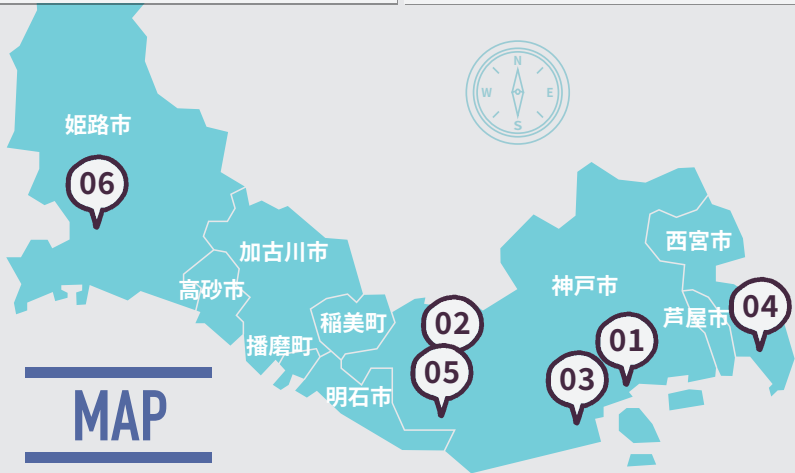 N
W
E
S
姫路市
06
加古川市
高砂市
稲美町
播磨町
明石市
02
05
神戸市
西宮市
芦屋市
04
01
03
MAP